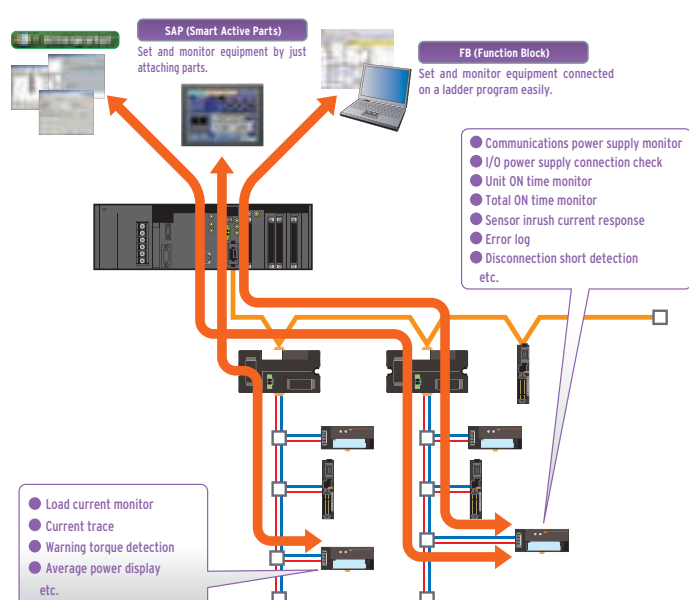 SAP (Smart Active Parts)
Set and monitor equipment by just
attaching parts.
FB (Function Block)
Set and monitor equipment connected
on a ladder program easily.
Communications power supply monitor
I/O power supply connection check
Unit ON time monitor
Total ON time monitor
Sensor inrush current response
Error log
Disconnection short detection
etc.
Load current monitor
Current trace
Warning torque detection
Average power display
etc.